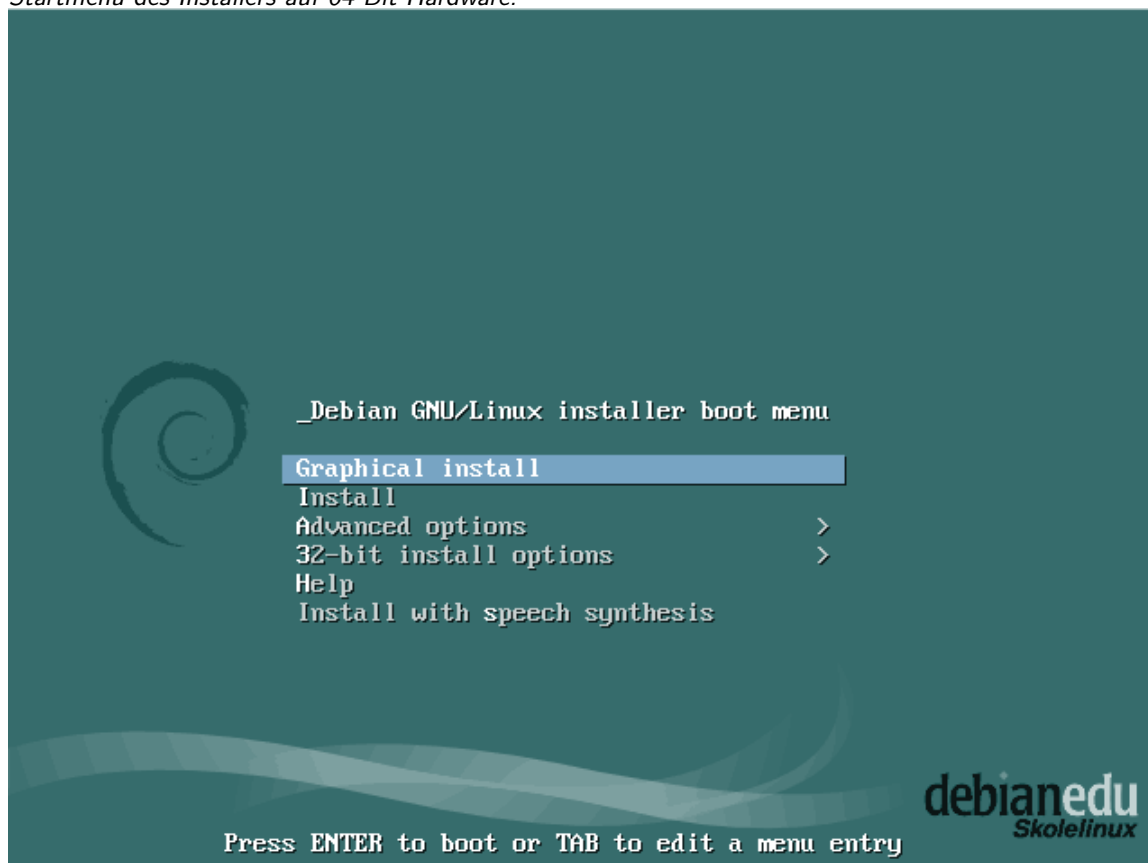 Startmenü des Installers auf 64-Bit-Hardware.
_Debian GNU/Linux installer boot menu
Graphical install
Install
Advanced options >
32-bit install options >
Help
Install with speech synthesis
debianedu
Skolelinux
Press ENTER to boot or TAB to edit a menu entry